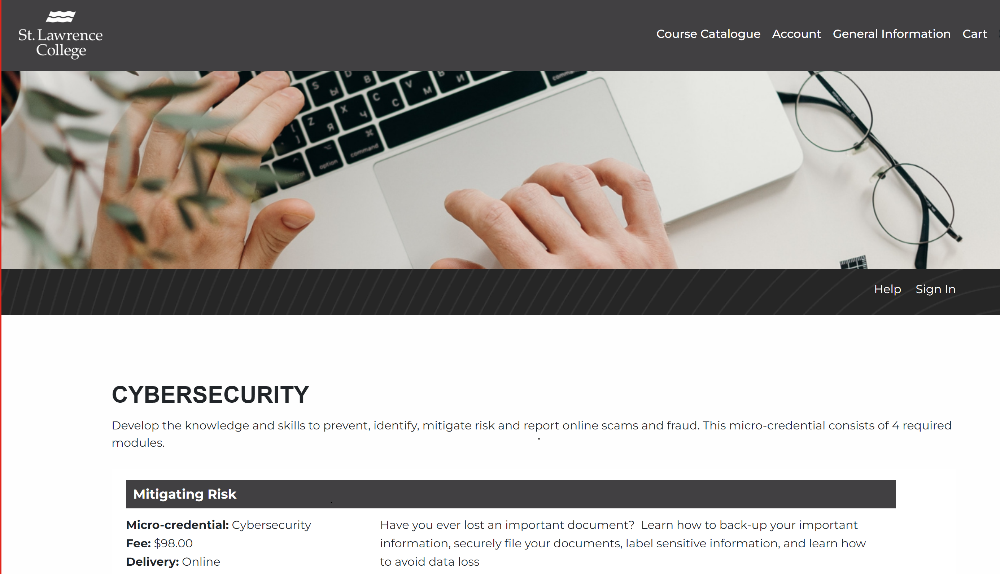 St. Lawrence
College
Course Catalogue Account General Information Cart
S Ы
D В
Z Я
X Ч
C С
V М
B И
[ ]
⌘
command
option
control
Help Sign In
CYBERSECURITY
Develop the knowledge and skills to prevent, identify, mitigate risk and report online scams and fraud. This micro-credential consists of 4 required
modules.
Mitigating Risk
Micro-credential: Cybersecurity
Fee: $98.00
Delivery: Online
Have you ever lost an important document?  Learn how to back-up your important
information, securely file your documents, label sensitive information, and learn how
to avoid data loss